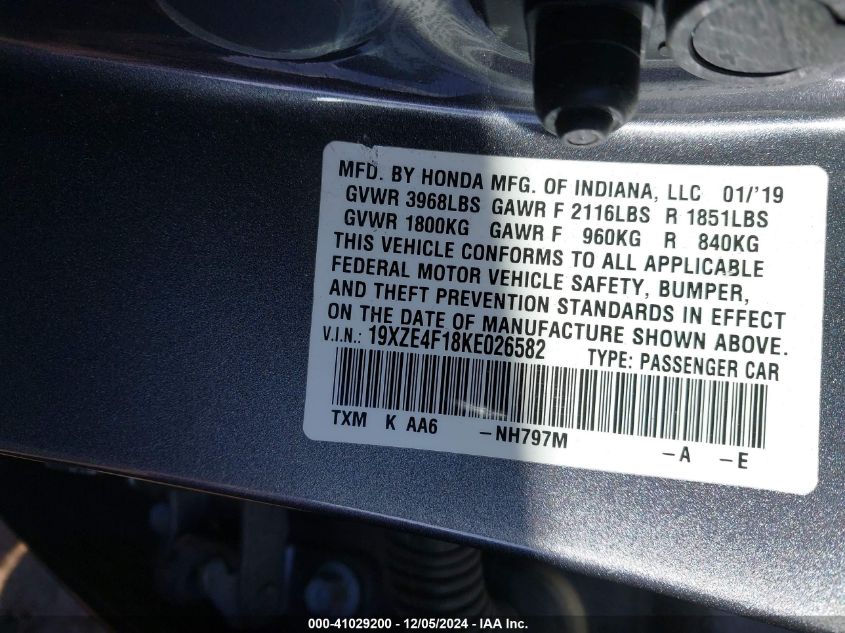 MFD. BY HONDA MFG. OF INDIANA, LLC 01/'19
GVWR 3968LBS GAWR F 2116LBS R 1851LBS
GVWR 1800KG GAWR F 960KG R 840KG
THIS VEHICLE CONFORMS TO ALL APPLICABLE
FEDERAL MOTOR VEHICLE SAFETY, BUMPER,
AND THEFT PREVENTION STANDARDS IN EFFECT
ON THE DATE OF MANUFACTURE SHOWN ABOVE.
V.I.N.: 19XZE4F18KE026582 TYPE: PASSENGER CAR
TXM K AA6 -NH797M -A -E
000-41029200 - 12/05/2024 - IAA Inc.